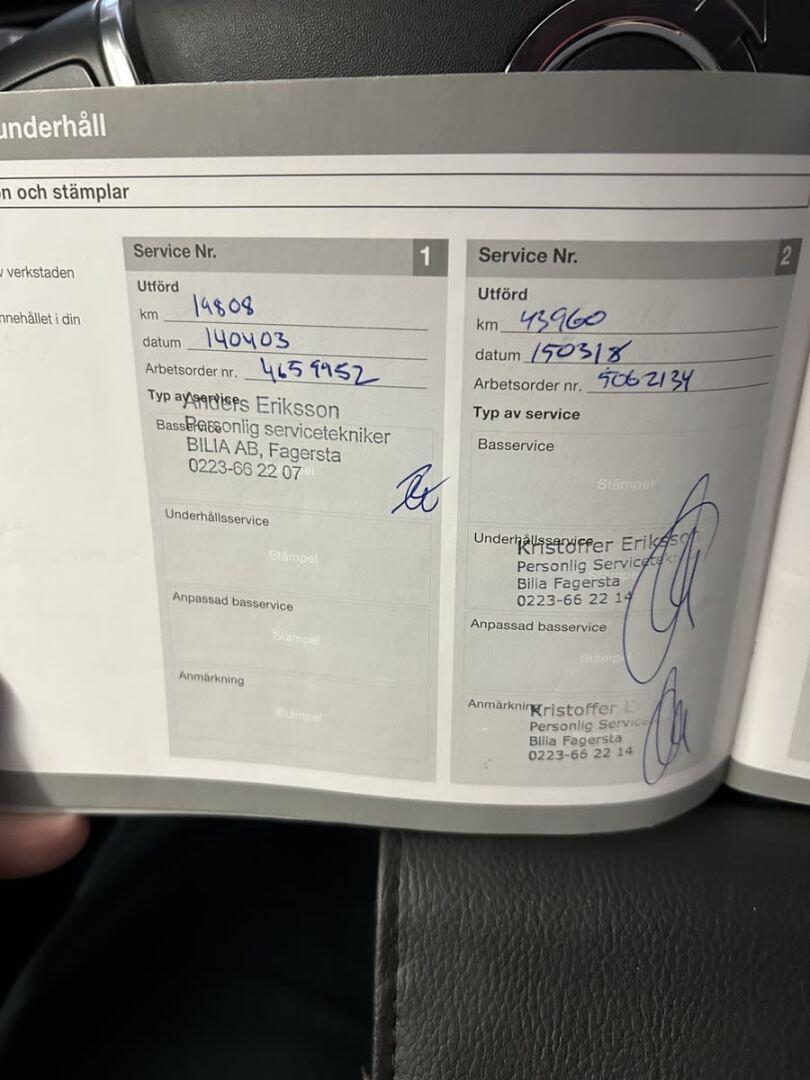 underhåll
n och stämplar
verkstaden
nnehållet i din
Service Nr. 1
Utförd
km 19808
datum 140403
Arbetsorder nr. 4659952
Typ av service
Anders Eriksson
Basservice
Personlig servicetekniker
BILIA AB, Fagersta
0223-66 22 07
Underhållsservice
Stämpel
Anpassad basservice
Stämpel
Anmärkning
Stämpel
Service Nr. 2
Utförd
km 43960
datum 150318
Arbetsorder nr. 5062134
Typ av service
Basservice
Stämpel
Underhållsservice
Kristoffer Eriksson
Personlig Servicete
Bilia Fagersta
0223-66 22 14
Anpassad basservice
Stämpel
Anmärkning
Kristoffer E
Personlig Service
Bilia Fagersta
0223-66 22 14